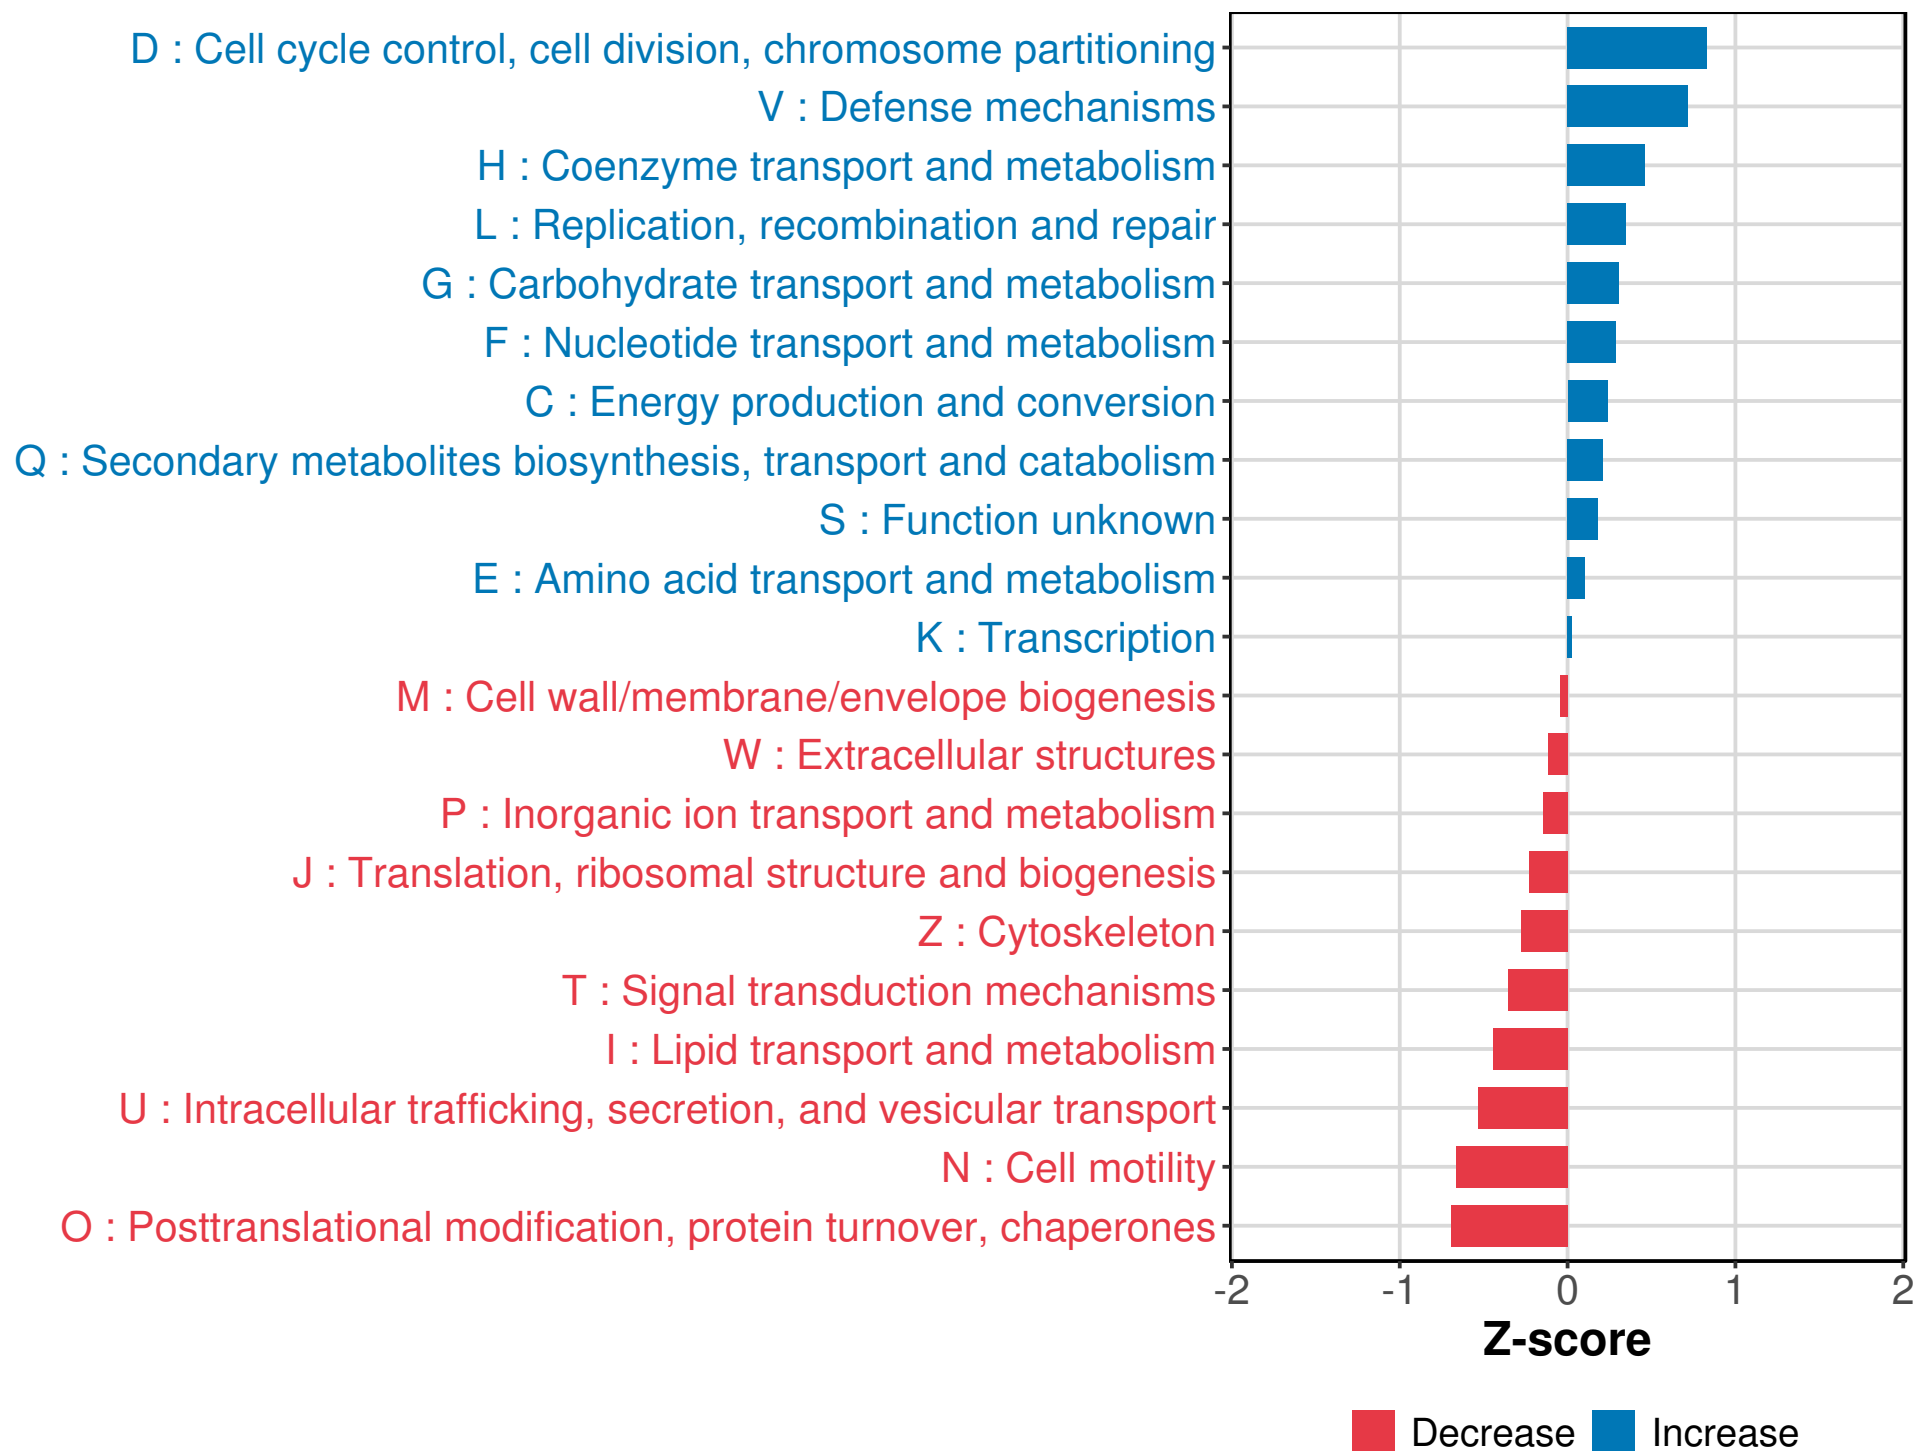 D : Cell cycle control, cell division, chromosome partitioning
V : Defense mechanisms
H : Coenzyme transport and metabolism
L : Replication, recombination and repair
G : Carbohydrate transport and metabolism
F : Nucleotide transport and metabolism
C : Energy production and conversion
Q : Secondary metabolites biosynthesis, transport and catabolism
S : Function unknown
E : Amino acid transport and metabolism
K : Transcription
M : Cell wall/membrane/envelope biogenesis
W : Extracellular structures
P : Inorganic ion transport and metabolism
J : Translation, ribosomal structure and biogenesis
Z : Cytoskeleton
T : Signal transduction mechanisms
I : Lipid transport and metabolism
U : Intracellular trafficking, secretion, and vesicular transport
N : Cell motility
O : Posttranslational modification, protein turnover, chaperones
-2 -1 0 1 2
Z-score
Decrease Increase